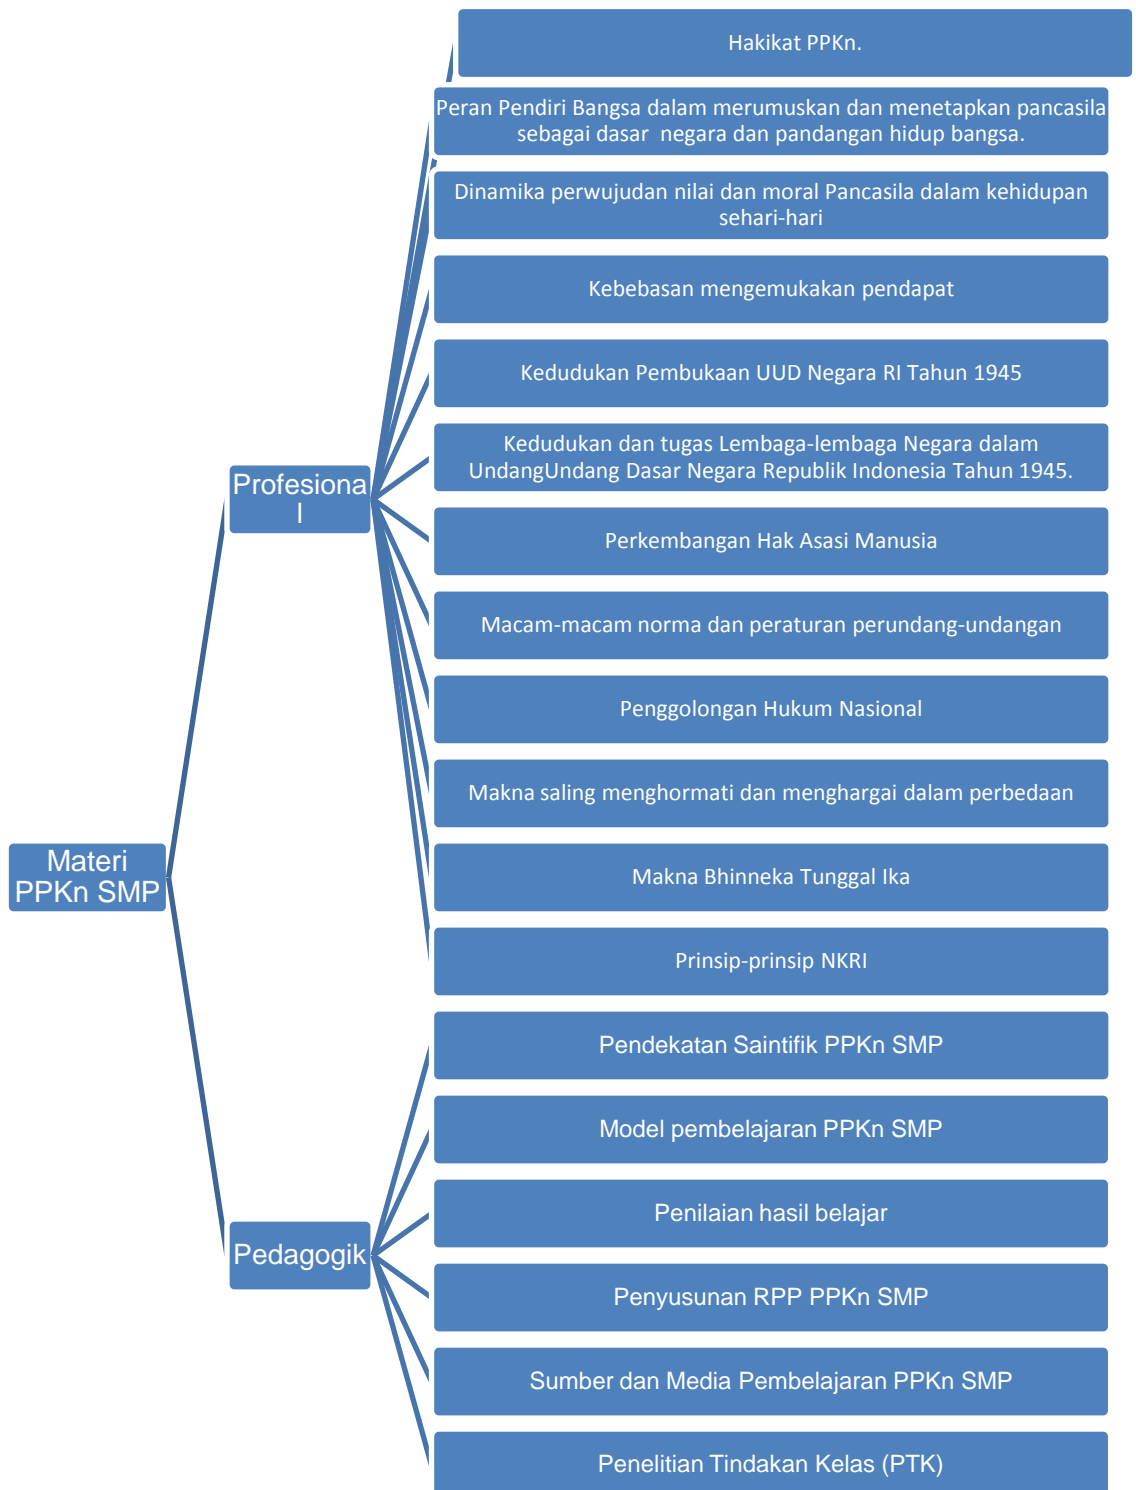 Hakikat PPKn.
Peran Pendiri Bangsa dalam merumuskan dan menetapkan pancasila
sebagai dasar negara dan pandangan hidup bangsa.
Dinamika perwujudan nilai dan moral Pancasila dalam kehidupan
sehari-hari
Kebebasan mengemukakan pendapat
Kedudukan Pembukaan UUD Negara RI Tahun 1945
Kedudukan dan tugas Lembaga-lembaga Negara dalam
UndangUndang Dasar Negara Republik Indonesia Tahun 1945.
Profesiona
l
Perkembangan Hak Asasi Manusia
Macam-macam norma dan peraturan perundang-undangan
Penggolongan Hukum Nasional
Makna saling menghormati dan menghargai dalam perbedaan
Materi
PPKn SMP
Makna Bhinneka Tunggal Ika
Prinsip-prinsip NKRI
Pendekatan Saintifik PPKn SMP
Model pembelajaran PPKn SMP
Penilaian hasil belajar
Pedagogik
Penyusunan RPP PPKn SMP
Sumber dan Media Pembelajaran PPKn SMP
Penelitian Tindakan Kelas (PTK)